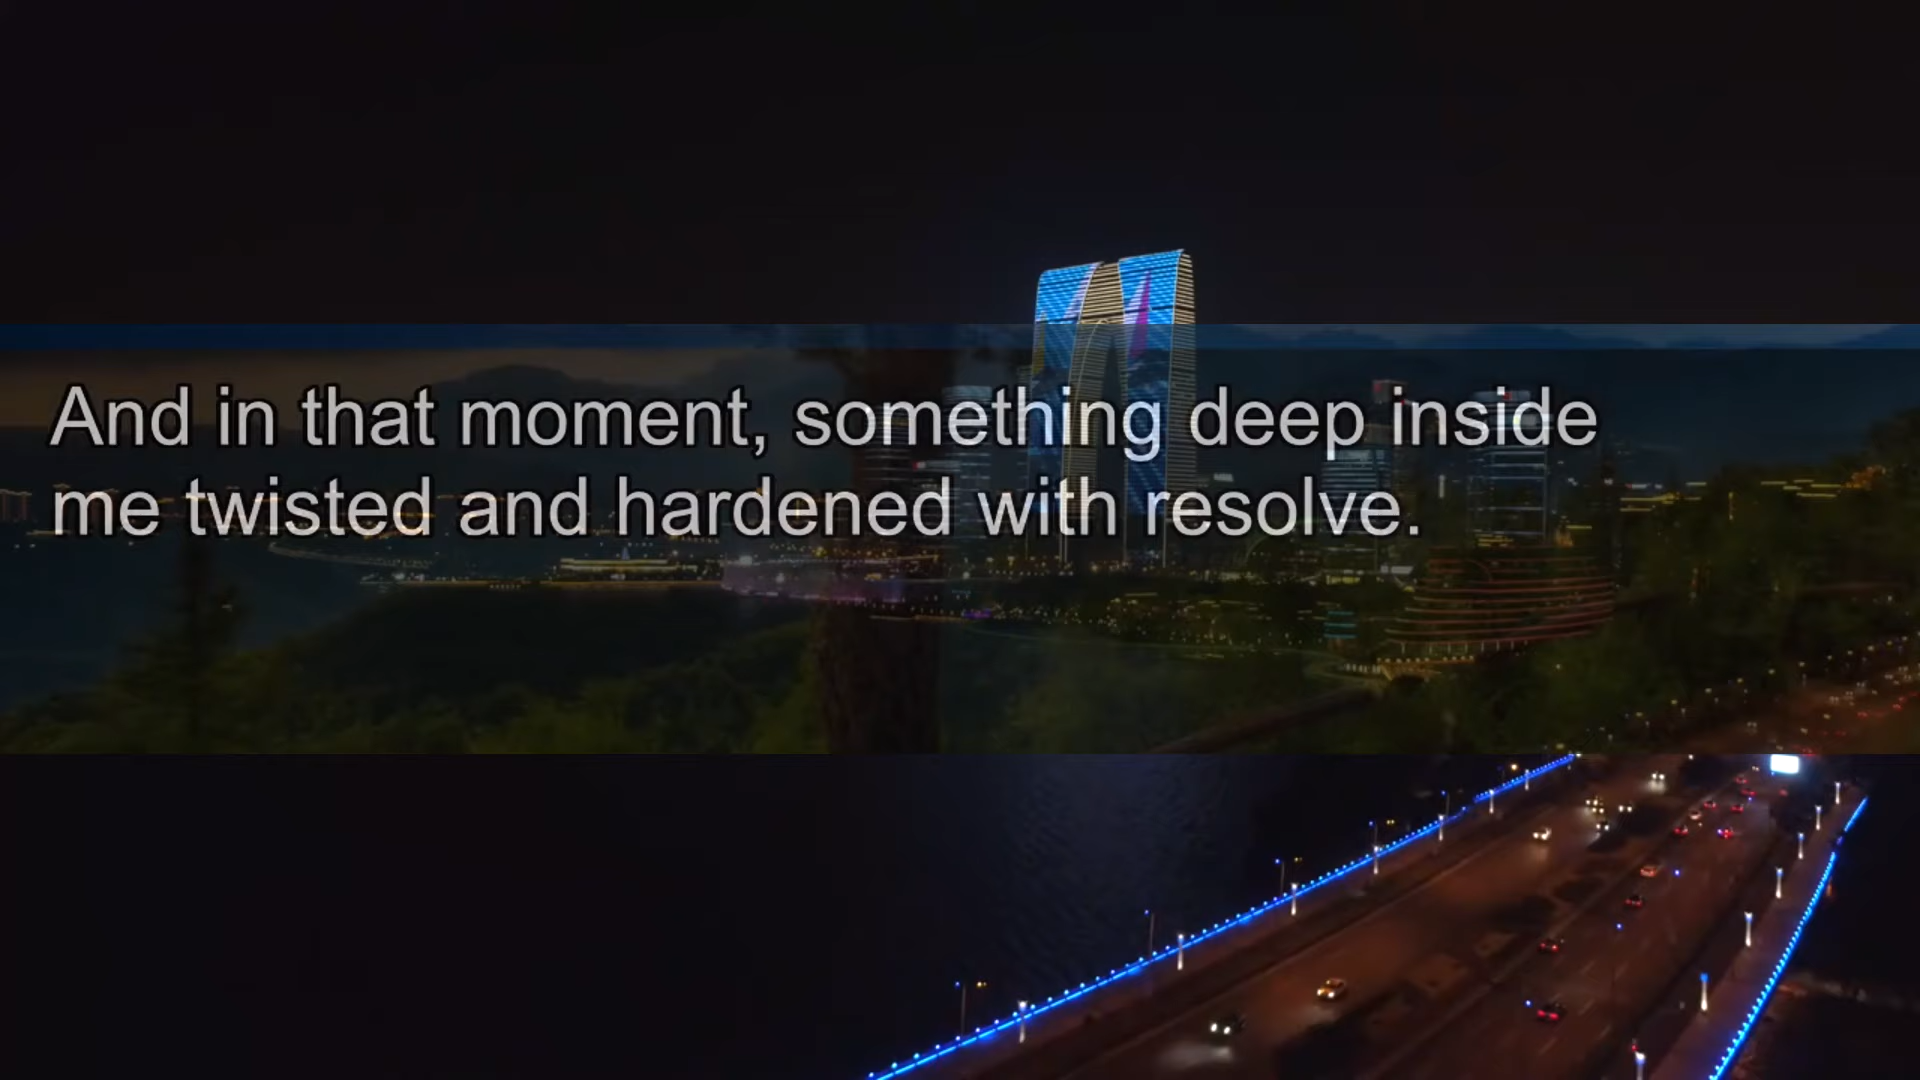 And in that moment, something deep inside
me twisted and hardened with resolve.